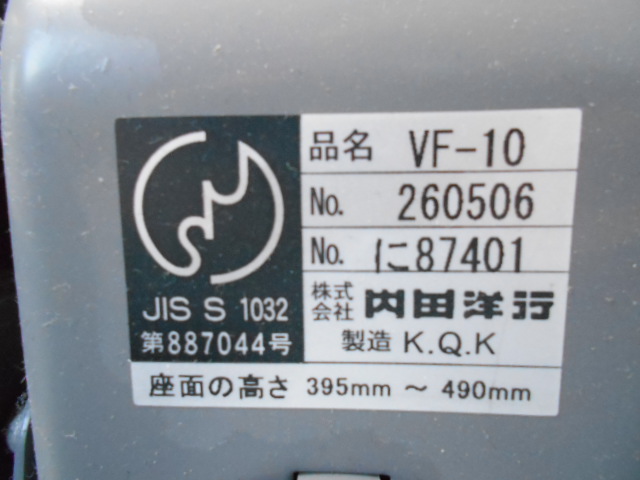 品名 VF-10
No. 260506
No. に87401
株式会社 内田洋行
製造 K.Q.K
JIS S 1032
第887044号
座面の高さ 395mm ~ 490mm